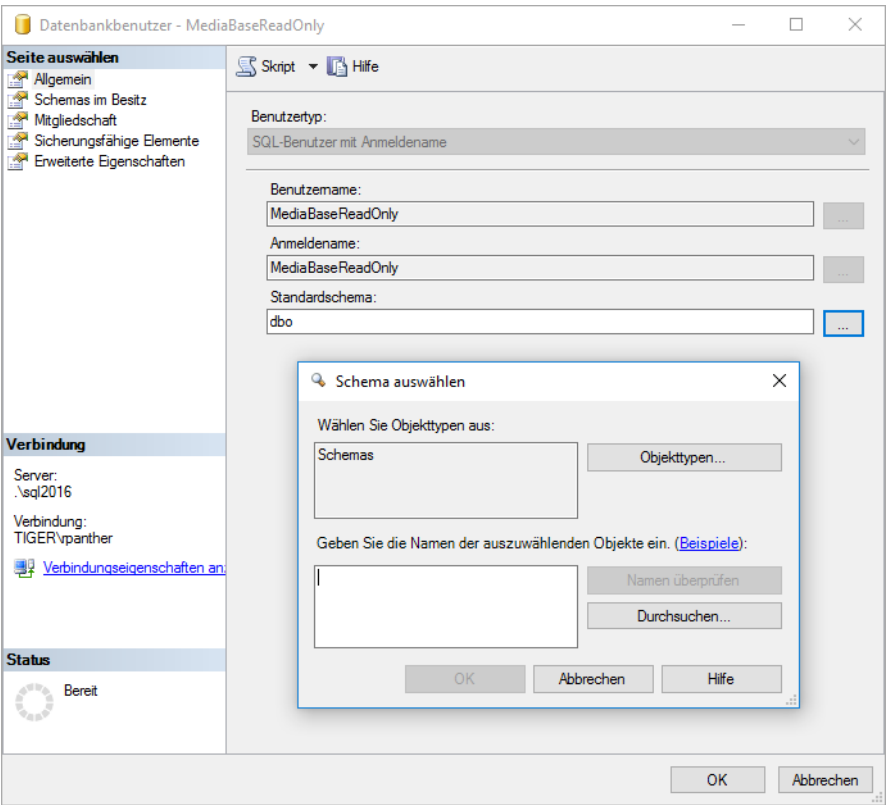 Datenbankbenutzer - MediaBaseReadOnly
Seite auswählen
Allgemein
Schemas im Besitz
Mitgliedschaft
Sicherungsfähige Elemente
Erweiterte Eigenschaften
Skript
Hilfe
Benutzertyp:
SQL-Benutzer mit Anmeldename
Benutzername:
MediaBaseReadOnly
...
Anmeldename:
MediaBaseReadOnly
...
Standardschema:
dbo
...
Schema auswählen
Wählen Sie Objekttypen aus:
Schemas
Objekttypen...
Geben Sie die Namen der auszuwählenden Objekte ein. (Beispiele):
Namen überprüfen
Durchsuchen...
OK
Abbrechen
Hilfe
Verbindung
Server:
.\sql2016
Verbindung:
TIGER\rpanther
Verbindungseigenschaften an
Status
Bereit
OK
Abbrechen